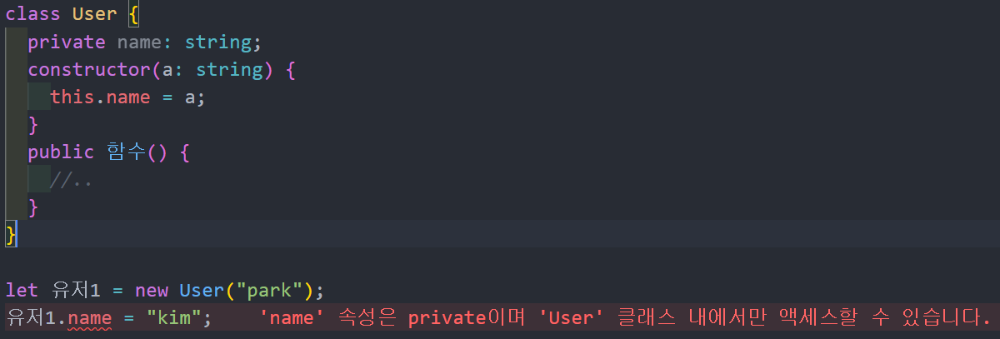 class User {
private name: string;
constructor(a: string) {
this.name = a;
}
public 함수() {
//..
}
}
let 유저1 = new User("park");
유저1.name = "kim"; 'name' 속성은 private이며 'User' 클래스 내에서만 액세스할 수 있습니다.